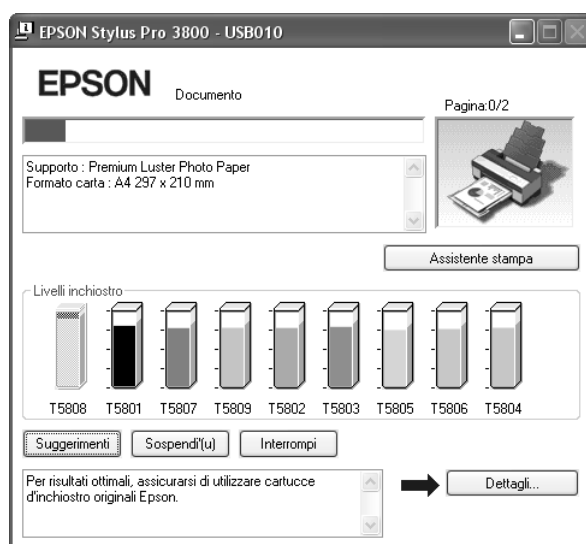 EPSON Stylus Pro 3800 - USB010
EPSON
Documento
Pagina:0/2
Supporto : Premium Luster Photo Paper
Formato carta : A4 297 x 210 mm
Assistente stampa
Livelli inchiostro
T5808 T5801 T5807 T5809 T5802 T5803 T5805 T5806 T5804
Suggerimenti Sospendi'(u) Interrompi
Per risultati ottimali, assicurarsi di utilizzare cartucce
d'inchiostro originali Epson.
Dettagli...